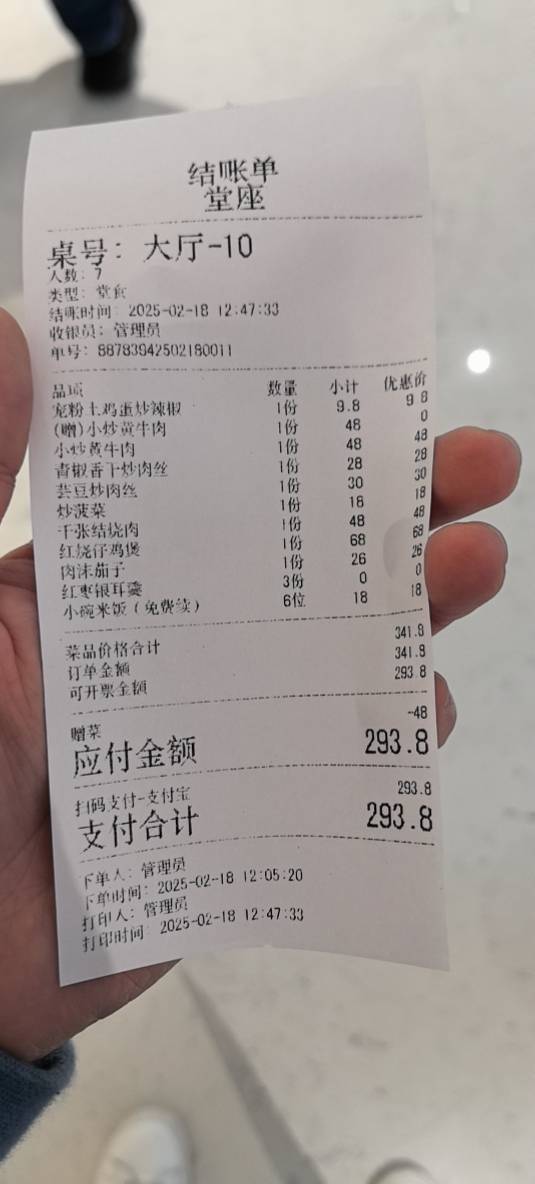 结账单
堂座
桌号: 大厅-10
人数: 7
类型: 堂食
结账时间: 2025-02-18 12:47:33
收银员: 管理员
单号: 88783942502180011
品项 数量 小计 优惠价
宠粉土鸡蛋炒辣椒 1份 9.8 9.8
(赠)小炒黄牛肉 1份 48 0
小炒黄牛肉 1份 48 48
青椒香干炒肉丝 1份 28 28
芸豆炒肉丝 1份 30 30
炒菠菜 1份 18 18
千张结烧肉 1份 48 48
红烧仔鸡煲 1份 68 68
肉沫茄子 1份 26 26
红枣银耳羹 3份 0 0
小碗米饭(免费续) 6位 18 18
菜品价格合计 341.8
订单金额 341.8
可开票金额 293.8
赠菜 -48
应付金额 293.8
扫码支付-支付宝 293.8
支付合计 293.8
下单人: 管理员
下单时间: 2025-02-18 12:05:20
打印人: 管理员
打印时间: 2025-02-18 12:47:33